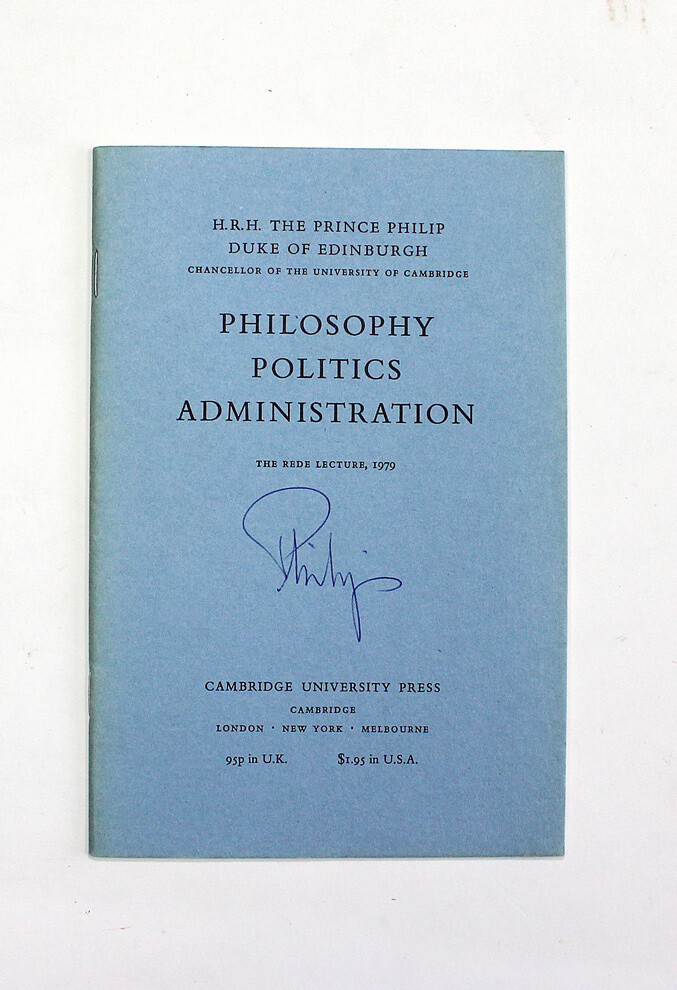 H.R.H. THE PRINCE PHILIP
DUKE OF EDINBURGH
CHANCELLOR OF THE UNIVERSITY OF CAMBRIDGE
PHILOSOPHY
POLITICS
ADMINISTRATION
THE REDE LECTURE, 1979
Philip
CAMBRIDGE UNIVERSITY PRESS
CAMBRIDGE
LONDON · NEW YORK · MELBOURNE
95p in U.K. $1.95 in U.S.A.